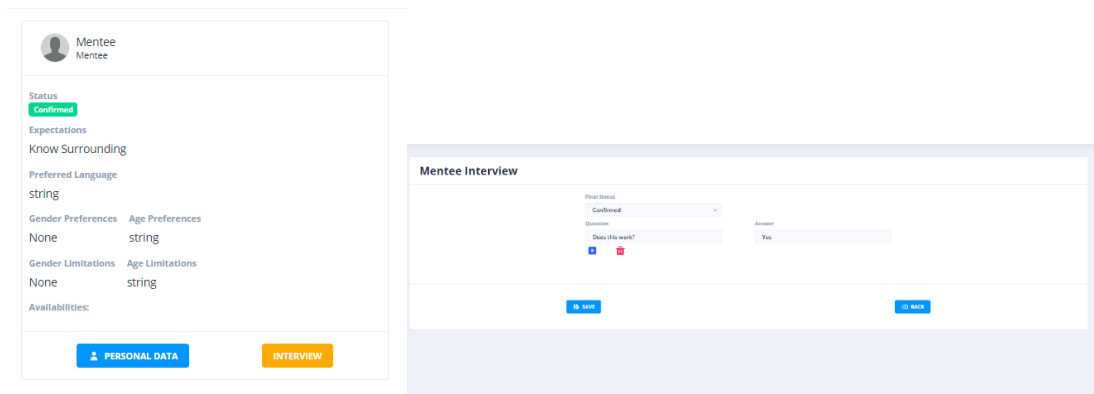 Mentee
Mentee
Status
Confirmed
Expectations
Know Surrounding
Preferred Language
string
Gender Preferences Age Preferences
None string
Gender Limitations Age Limitations
None string
Availabilities:
PERSONAL DATA INTERVIEW
Mentee Interview
Final Status
Confirmed
Question Answer
Does this work? Yes
SAVE BACK